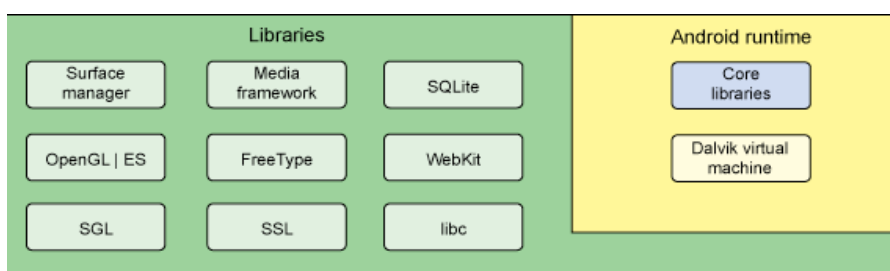 Libraries
Surface
manager
Media
framework
SQLite
OpenGL | ES
FreeType
WebKit
SGL
SSL
libc
Android runtime
Core
libraries
Dalvik virtual
machine